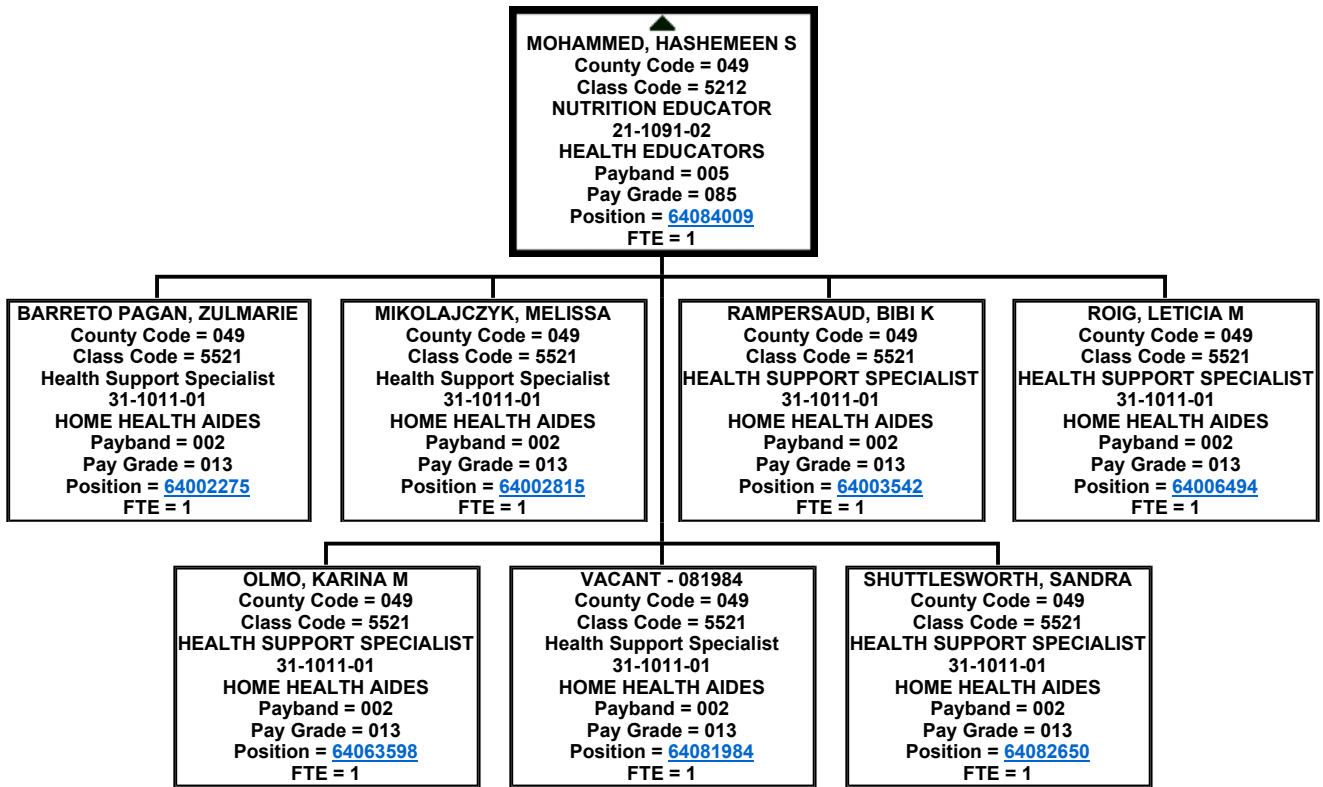 MOHAMMED, HASHEMEEN S
County Code = 049
Class Code = 5212
NUTRITION EDUCATOR
21-1091-02
HEALTH EDUCATORS
Payband = 005
Pay Grade = 085
Position = 64084009
FTE = 1
BARRETO PAGAN, ZULMARIE
County Code = 049
Class Code = 5521
Health Support Specialist
31-1011-01
HOME HEALTH AIDES
Payband = 002
Pay Grade = 013
Position = 64002275
FTE = 1
MIKOLAJCZYK, MELISSA
County Code = 049
Class Code = 5521
Health Support Specialist
31-1011-01
HOME HEALTH AIDES
Payband = 002
Pay Grade = 013
Position = 64002815
FTE = 1
RAMPERSAUD, BIBI K
County Code = 049
Class Code = 5521
HEALTH SUPPORT SPECIALIST
31-1011-01
HOME HEALTH AIDES
Payband = 002
Pay Grade = 013
Position = 64003542
FTE = 1
ROIG, LETICIA M
County Code = 049
Class Code = 5521
HEALTH SUPPORT SPECIALIST
31-1011-01
HOME HEALTH AIDES
Payband = 002
Pay Grade = 013
Position = 64006494
FTE = 1
OLMO, KARINA M
County Code = 049
Class Code = 5521
HEALTH SUPPORT SPECIALIST
31-1011-01
HOME HEALTH AIDES
Payband = 002
Pay Grade = 013
Position = 64063598
FTE = 1
VACANT - 081984
County Code = 049
Class Code = 5521
Health Support Specialist
31-1011-01
HOME HEALTH AIDES
Payband = 002
Pay Grade = 013
Position = 64081984
FTE = 1
SHUTTLESWORTH, SANDRA
County Code = 049
Class Code = 5521
HEALTH SUPPORT SPECIALIST
31-1011-01
HOME HEALTH AIDES
Payband = 002
Pay Grade = 013
Position = 64082650
FTE = 1